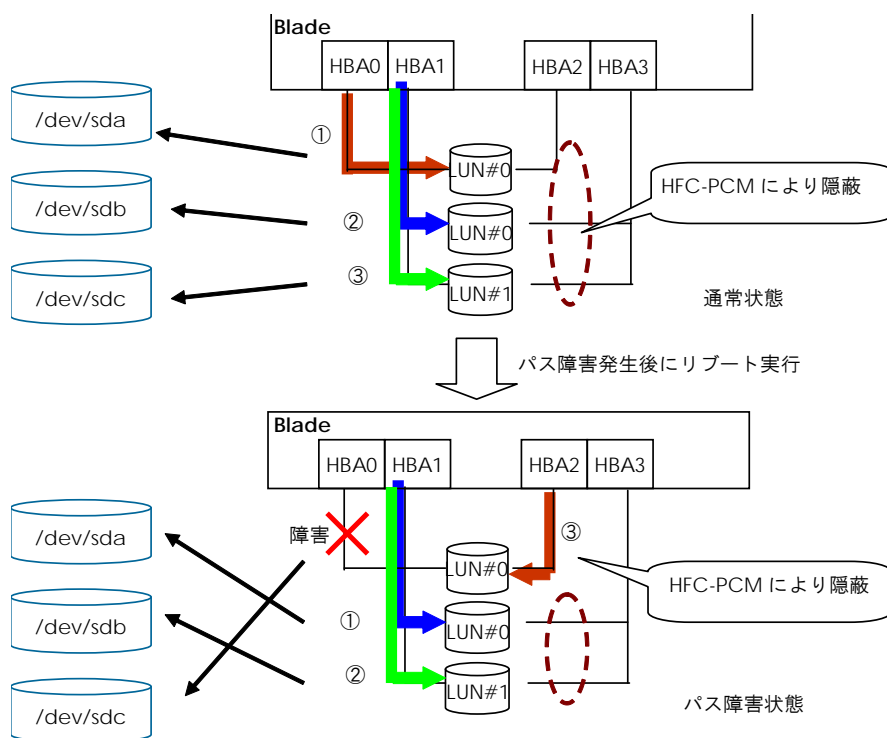 Blade
HBA0
HBA1
HBA2
HBA3
/dev/sda
①
LUN#0
HFC-PCM により隠蔽
/dev/sdb
②
LUN#0
③
LUN#1
/dev/sdc
通常状態
パス障害発生後にリブート実行
Blade
HBA0
HBA1
HBA2
HBA3
/dev/sda
障害
③
LUN#0
HFC-PCM により隠蔽
/dev/sdb
①
LUN#0
②
LUN#1
/dev/sdc
パス障害状態